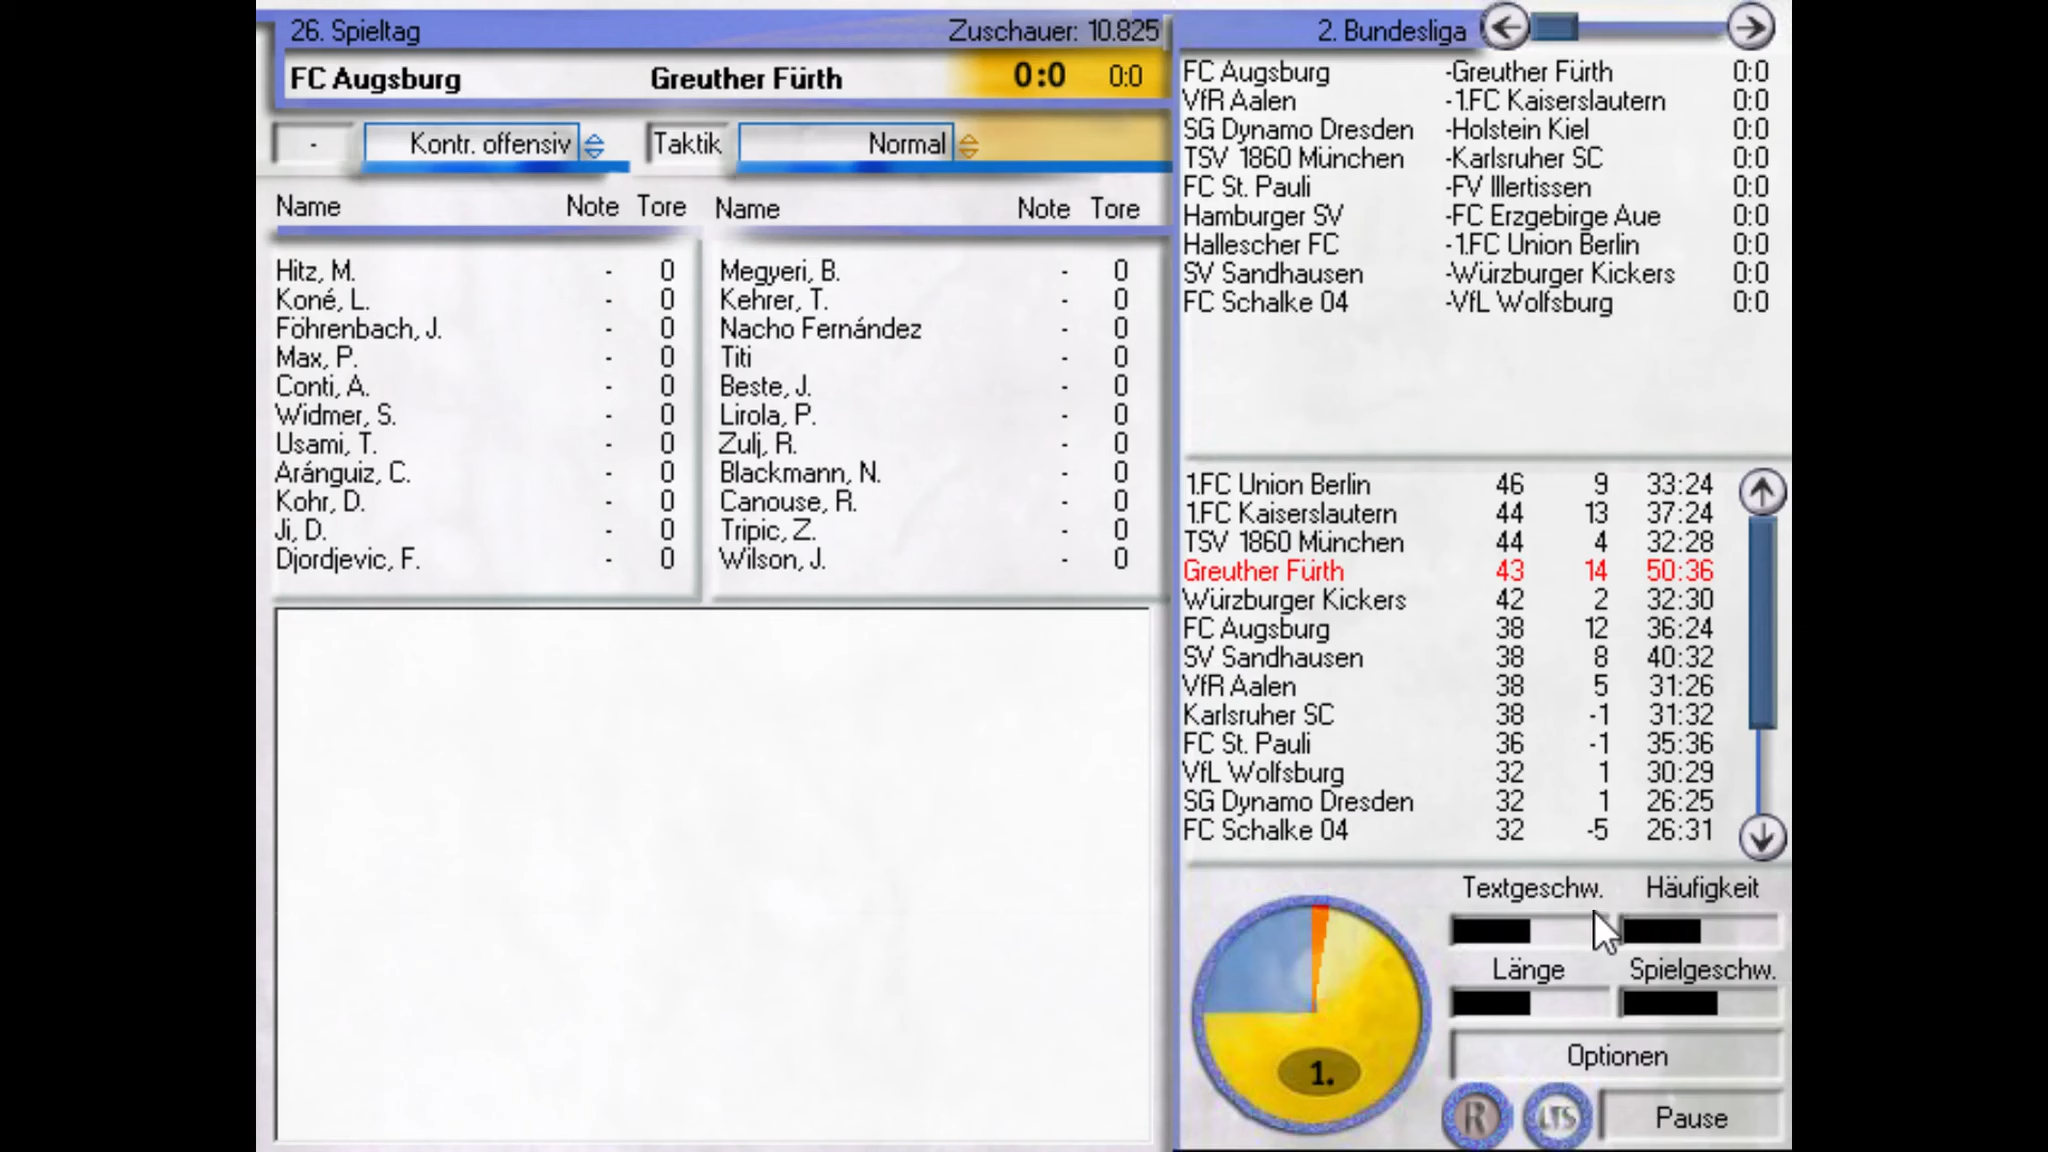 26. Spieltag Zuschauer: 10.825
FC Augsburg Greuther Fürth 0:0 0:0
- Kontr. offensiv Taktik Normal
Name Note Tore Name Note Tore
Hitz, M. - 0 Megyeri, B. - 0
Koné, L. - 0 Kehrer, T. - 0
Föhrenbach, J. - 0 Nacho Fernández - 0
Max, P. - 0 Titi - 0
Conti, A. - 0 Beste, J. - 0
Widmer, S. - 0 Lirola, P. - 0
Usami, T. - 0 Zulj, R. - 0
Aránguiz, C. - 0 Blackmann, N. - 0
Kohr, D. - 0 Canouse, R. - 0
Ji, D. - 0 Tripic, Z. - 0
Djordjevic, F. - 0 Wilson, J. - 0
2. Bundesliga
FC Augsburg -Greuther Fürth 0:0
VfR Aalen -1.FC Kaiserslautern 0:0
SG Dynamo Dresden -Holstein Kiel 0:0
TSV 1860 München -Karlsruher SC 0:0
FC St. Pauli -FV Illertissen 0:0
Hamburger SV -FC Erzgebirge Aue 0:0
Hallescher FC -1.FC Union Berlin 0:0
SV Sandhausen -Würzburger Kickers 0:0
FC Schalke 04 -VfL Wolfsburg 0:0
1.FC Union Berlin 46 9 33:24
1.FC Kaiserslautern 44 13 37:24
TSV 1860 München 44 4 32:28
Greuther Fürth 43 14 50:36
Würzburger Kickers 42 2 32:30
FC Augsburg 38 12 36:24
SV Sandhausen 38 8 40:32
VfR Aalen 38 5 31:26
Karlsruher SC 38 -1 31:32
FC St. Pauli 36 -1 35:36
VfL Wolfsburg 32 1 30:29
SG Dynamo Dresden 32 1 26:25
FC Schalke 04 32 -5 26:31
Textgeschw. Häufigkeit
Länge Spielgeschw.
Optionen
1.
R LTS Pause